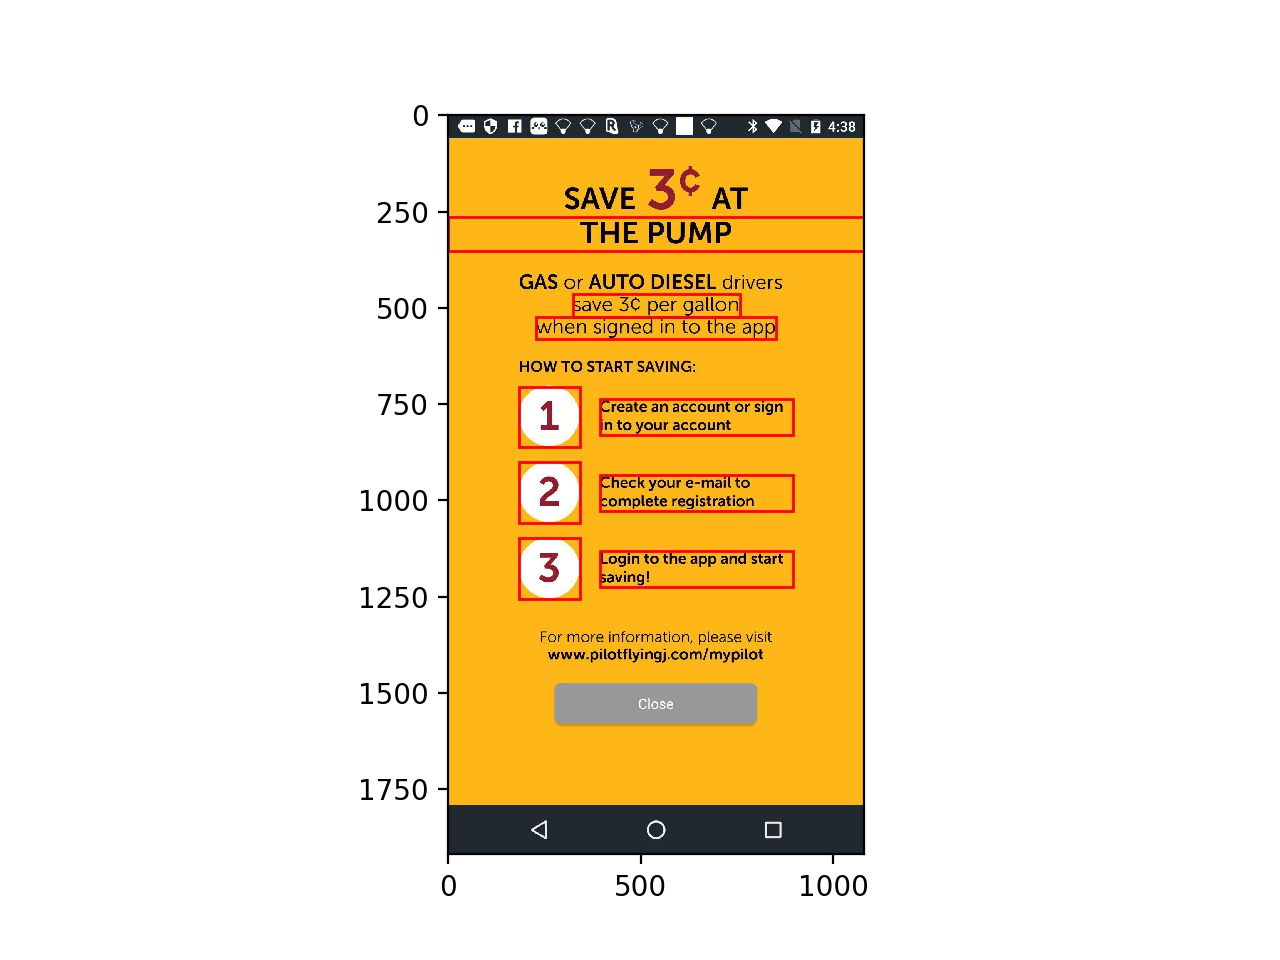 0
250
500
750
1000
1250
1500
1750
0 500 1000
4:38
SAVE 3¢ AT
THE PUMP
GAS or AUTO DIESEL drivers
save 3¢ per gallon
when signed in to the app
HOW TO START SAVING:
1
Create an account or sign
in to your account
2
Check your e-mail to
complete registration
3
Login to the app and start
saving!
For more information, please visit
www.pilotflyingj.com/mypilot
Close